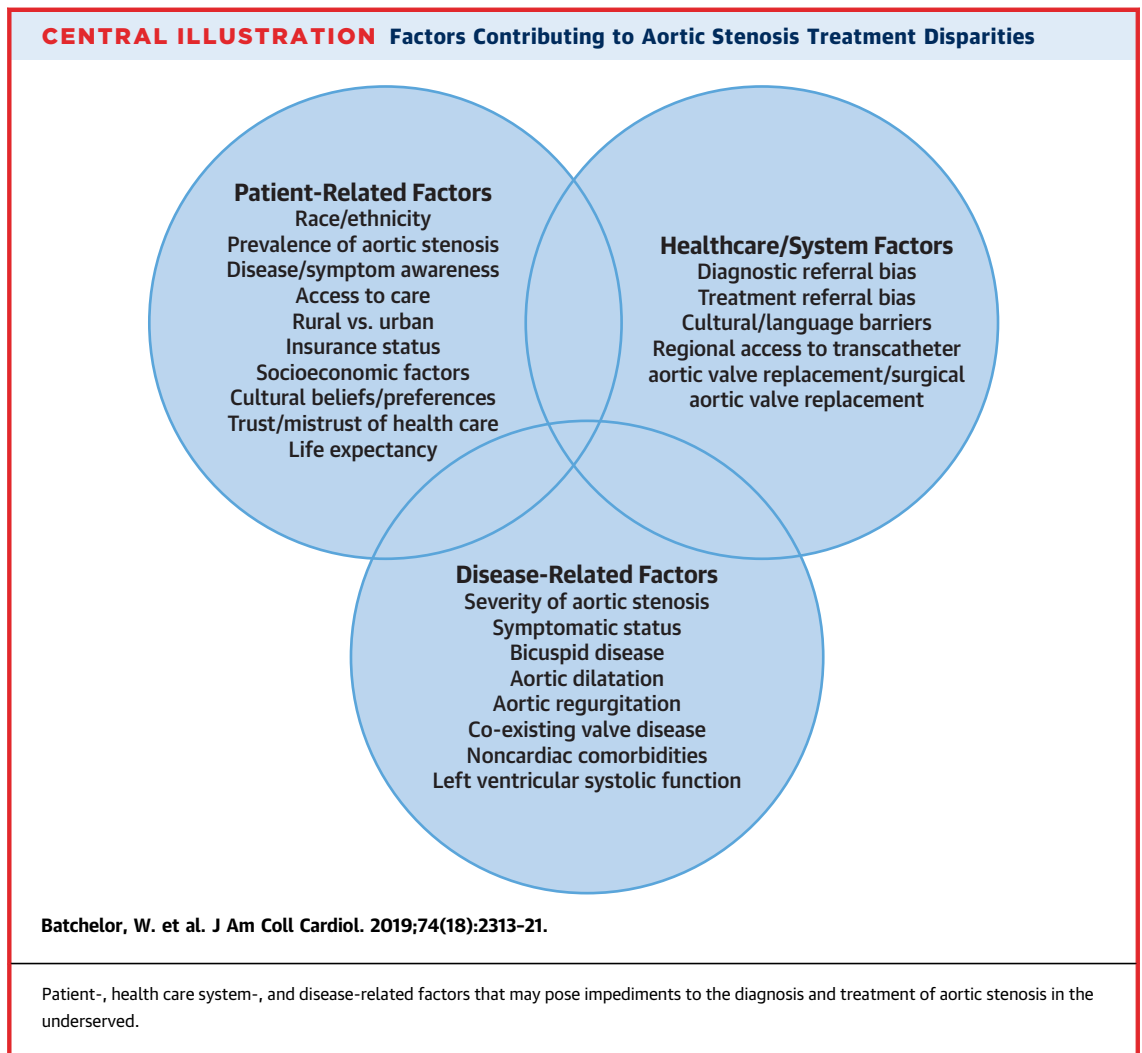 CENTRAL ILLUSTRATION Factors Contributing to Aortic Stenosis Treatment Disparities
Patient-Related Factors
Race/ethnicity
Prevalence of aortic stenosis
Disease/symptom awareness
Access to care
Rural vs. urban
Insurance status
Socioeconomic factors
Cultural beliefs/preferences
Trust/mistrust of health care
Life expectancy
Healthcare/System Factors
Diagnostic referral bias
Treatment referral bias
Cultural/language barriers
Regional access to transcatheter
aortic valve replacement/surgical
aortic valve replacement
Disease-Related Factors
Severity of aortic stenosis
Symptomatic status
Bicuspid disease
Aortic dilatation
Aortic regurgitation
Co-existing valve disease
Noncardiac comorbidities
Left ventricular systolic function
Batchelor, W. et al. J Am Coll Cardiol. 2019;74(18):2313-21.
Patient-, health care system-, and disease-related factors that may pose impediments to the diagnosis and treatment of aortic stenosis in the
underserved.